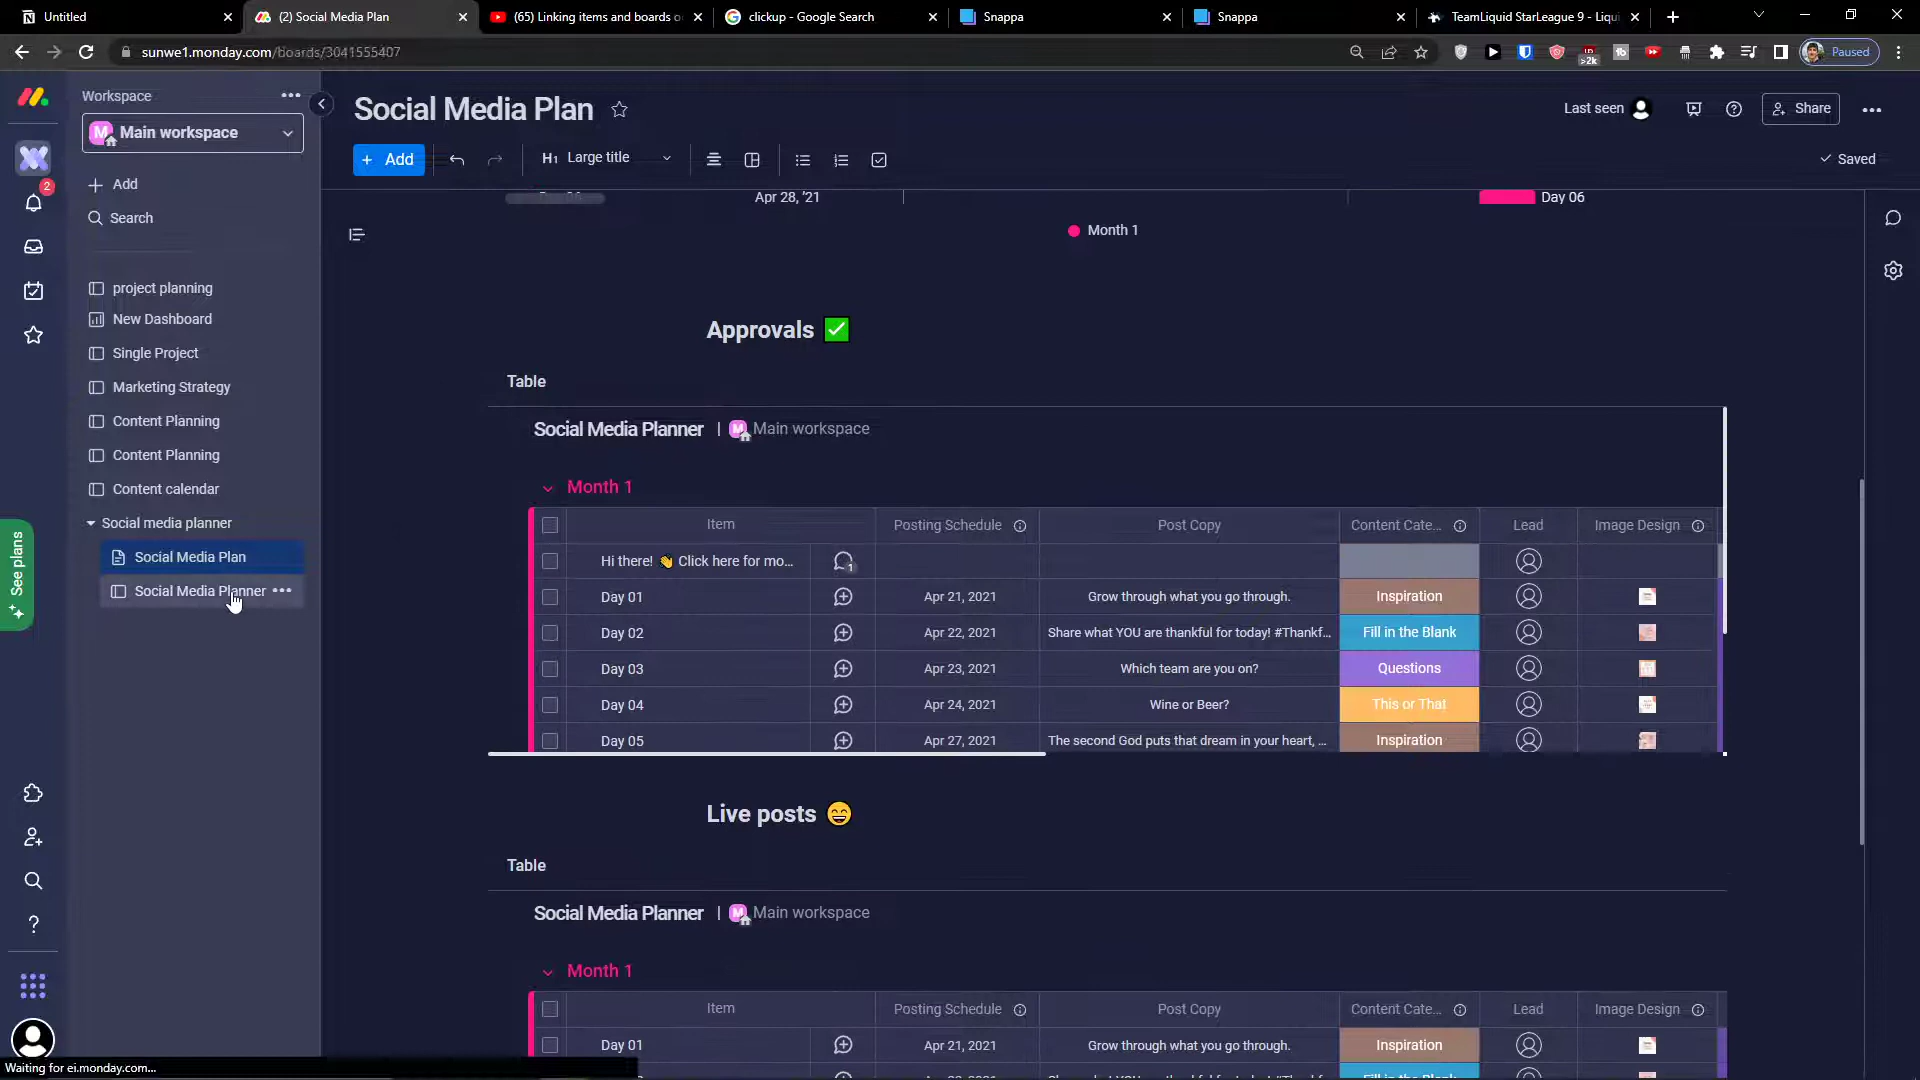 Untitled
(2) Social Media Plan
(65) Linking items and boards o
clickup - Google Search
Snappa
Snappa
TeamLiquid StarLeague 9 - Liqui
sunwe1.monday.com/boards/3041555407
>2k
Paused
Workspace
M Main workspace
Social Media Plan
Last seen
Share
+ Add
H1 Large title
Saved
Add
Search
2
Apr 28, '21
Day 06
Month 1
project planning
New Dashboard
Single Project
Marketing Strategy
Content Planning
Content Planning
Content calendar
Social media planner
Social Media Plan
Social Media Planner
See plans
Approvals ✅
Table
Social Media Planner | M Main workspace
Month 1
Item Posting Schedule Post Copy Content Cate... Lead Image Design
Hi there! 👋 Click here for mo... 1
Day 01 Apr 21, 2021 Grow through what you go through. Inspiration
Day 02 Apr 22, 2021 Share what YOU are thankful for today! #Thankf... Fill in the Blank
Day 03 Apr 23, 2021 Which team are you on? Questions
Day 04 Apr 24, 2021 Wine or Beer? This or That
Day 05 Apr 27, 2021 The second God puts that dream in your heart, ... Inspiration
Live posts 😄
Table
Social Media Planner | M Main workspace
Month 1
Item Posting Schedule Post Copy Content Cate... Lead Image Design
Day 01 Apr 21, 2021 Grow through what you go through. Inspiration
Waiting for ei.monday.com...